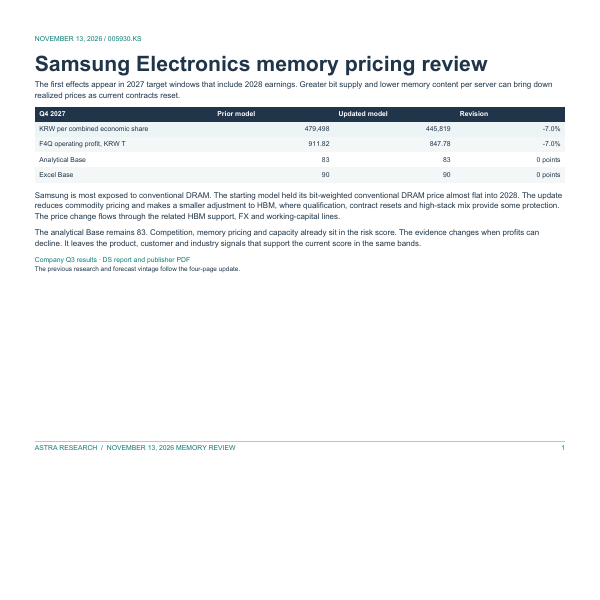 NOVEMBER 13, 2026 / 005930.KS
Samsung Electronics memory pricing review
The first effects appear in 2027 target windows that include 2028 earnings. Greater bit supply and lower memory content per server can bring down
realized prices as current contracts reset.
Q4 2027 Prior model Updated model Revision
KRW per combined economic share 479,498 445,819 -7.0%
F4Q operating profit, KRW T 911.82 847.78 -7.0%
Analytical Base 83 83 0 points
Excel Base 90 90 0 points
Samsung is most exposed to conventional DRAM. The starting model held its bit-weighted conventional DRAM price almost flat into 2028. The update
reduces commodity pricing and makes a smaller adjustment to HBM, where qualification, contract resets and high-stack mix provide some protection.
The price change flows through the related HBM support, FX and working-capital lines.
The analytical Base remains 83. Competition, memory pricing and capacity already sit in the risk score. The evidence changes when profits can
decline. It leaves the product, customer and industry signals that support the current score in the same bands.
Company Q3 results · DS report and publisher PDF
The previous research and forecast vintage follow the four-page update.
ASTRA RESEARCH / NOVEMBER 13, 2026 MEMORY REVIEW 1